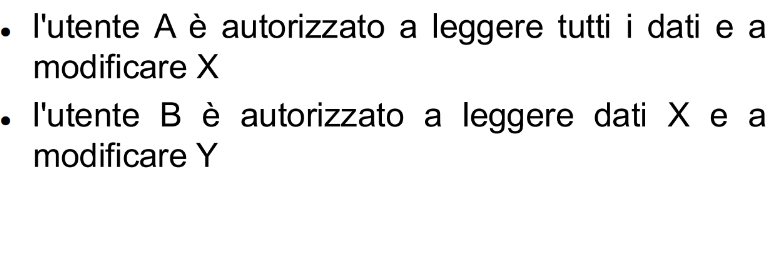 • l'utente A è autorizzato a leggere tutti i dati e a
modificare X
• l'utente B è autorizzato a leggere dati X e a
modificare Y